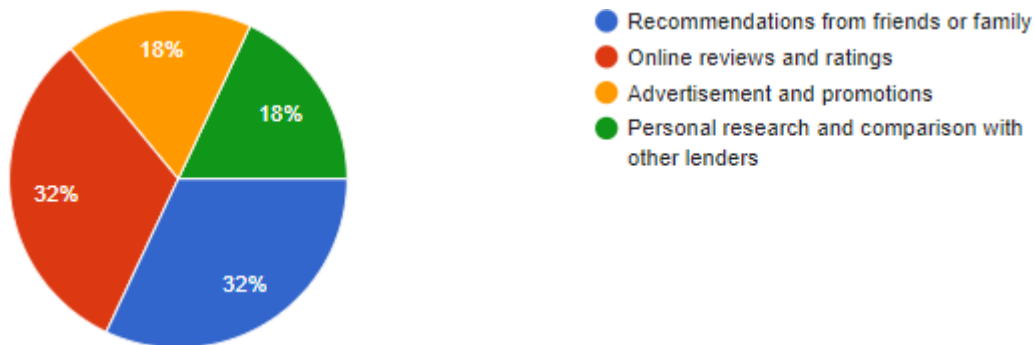 18%
18%
32%
32%
Recommendations from friends or family
Online reviews and ratings
Advertisement and promotions
Personal research and comparison with
other lenders